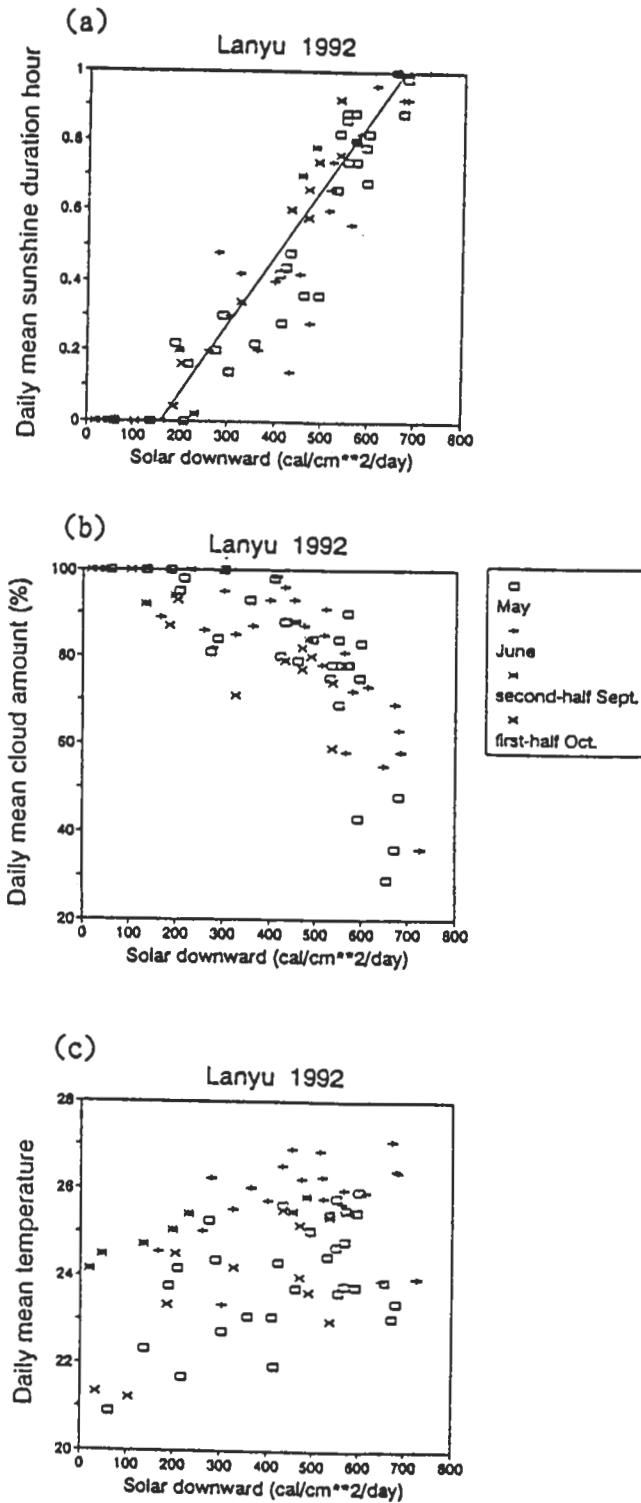 (a)
Lanyu 1992
Daily mean sunshine duration hour
1
0.8
0.6
0.4
0.2
0
0 100 200 300 400 500 600 700 800
Solar downward (cal/cm**2/day)
(b)
Lanyu 1992
Daily mean cloud amount (%)
100
80
60
40
20
0 100 200 300 400 500 600 700 800
Solar downward (cal/cm**2/day)
May
June
second-half Sept.
first-half Oct.
(c)
Lanyu 1992
Daily mean temperature
28
26
24
22
20
0 100 200 300 400 500 600 700 800
Solar downward (cal/cm**2/day)